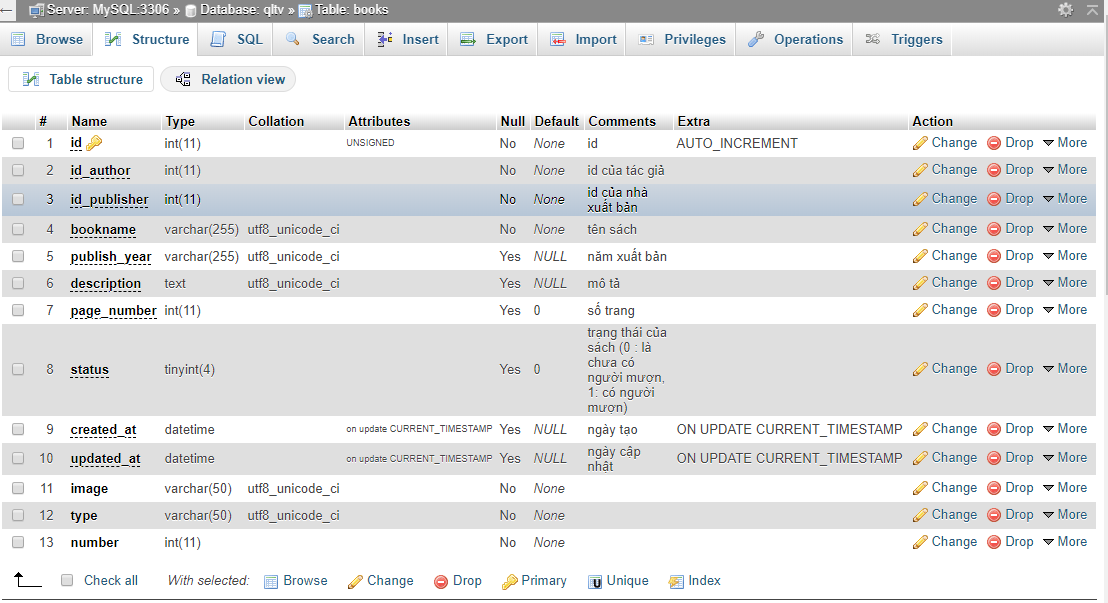 Server: MySQL:3306 » Database: qltv » Table: books
Browse Structure SQL Search Insert Export Import Privileges Operations Triggers
Table structure Relation view
# Name Type Collation Attributes Null Default Comments Extra Action
1 id int(11) UNSIGNED No None id AUTO_INCREMENT Change Drop More
2 id_author int(11) No None id của tác giả Change Drop More
3 id_publisher int(11) No None id của nhà
xuất bản Change Drop More
4 bookname varchar(255) utf8_unicode_ci No None tên sách Change Drop More
5 publish_year varchar(255) utf8_unicode_ci Yes NULL năm xuất bản Change Drop More
6 description text utf8_unicode_ci Yes NULL mô tả Change Drop More
7 page_number int(11) Yes 0 số trang Change Drop More
8 status tinyint(4) Yes 0 trạng thái của
sách (0 : là
chưa có
người mượn,
1: có người
mượn) Change Drop More
9 created_at datetime on update CURRENT_TIMESTAMP Yes NULL ngày tạo ON UPDATE CURRENT_TIMESTAMP Change Drop More
10 updated_at datetime on update CURRENT_TIMESTAMP Yes NULL ngày cập
nhật ON UPDATE CURRENT_TIMESTAMP Change Drop More
11 image varchar(50) utf8_unicode_ci No None Change Drop More
12 type varchar(50) utf8_unicode_ci No None Change Drop More
13 number int(11) No None Change Drop More
Check all With selected: Browse Change Drop Primary Unique Index